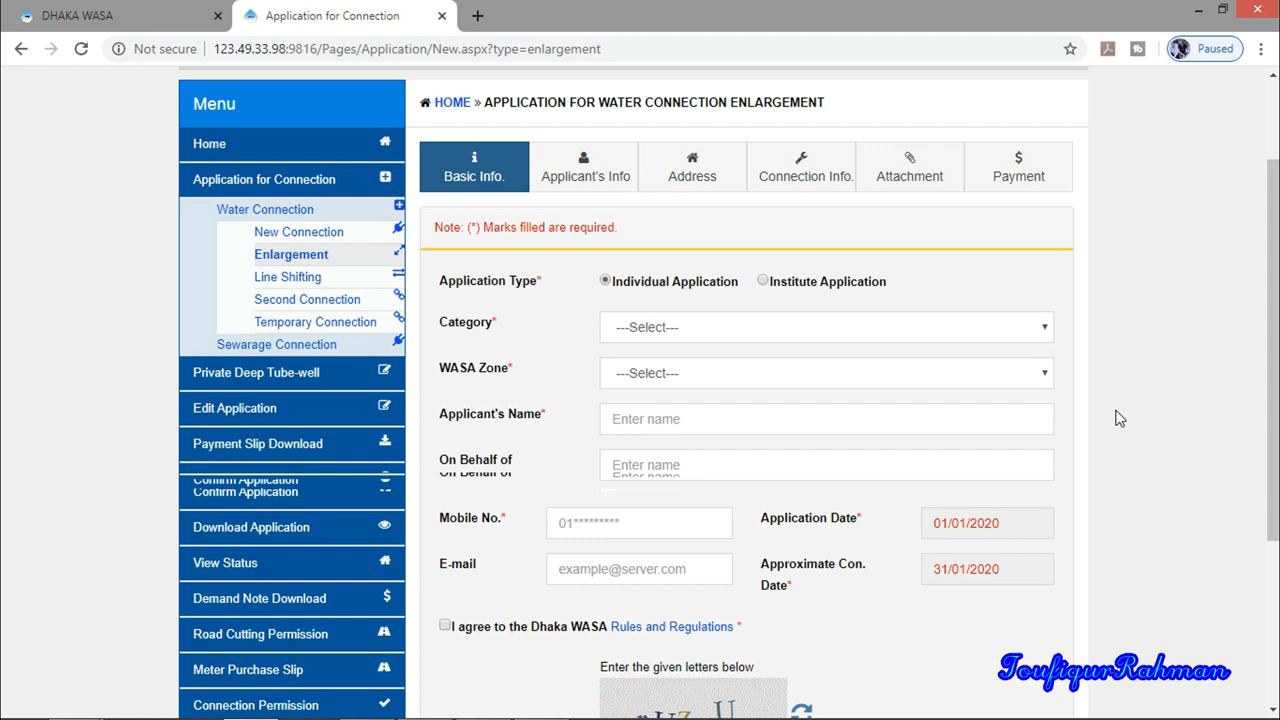 DHAKA WASA
Application for Connection
Not secure 123.49.33.98:9816/Pages/Application/New.aspx?type=enlargement
Paused
Menu
Home
Application for Connection
Water Connection
New Connection
Enlargement
Line Shifting
Second Connection
Temporary Connection
Sewarage Connection
Private Deep Tube-well
Edit Application
Payment Slip Download
Confirm Application
Confirm Application
Download Application
View Status
Demand Note Download
Road Cutting Permission
Meter Purchase Slip
Connection Permission
HOME » APPLICATION FOR WATER CONNECTION ENLARGEMENT
Basic Info.
Applicant's Info
Address
Connection Info.
Attachment
Payment
Note: (*) Marks filled are required.
Application Type* Individual Application Institute Application
Category* ---Select---
WASA Zone* ---Select---
Applicant's Name* Enter name
On Behalf of Enter name
On Behalf of Enter name
Mobile No.* 01********* Application Date* 01/01/2020
E-mail example@server.com Approximate Con. Date* 31/01/2020
I agree to the Dhaka WASA Rules and Regulations *
Enter the given letters below
ToufiqurRahman